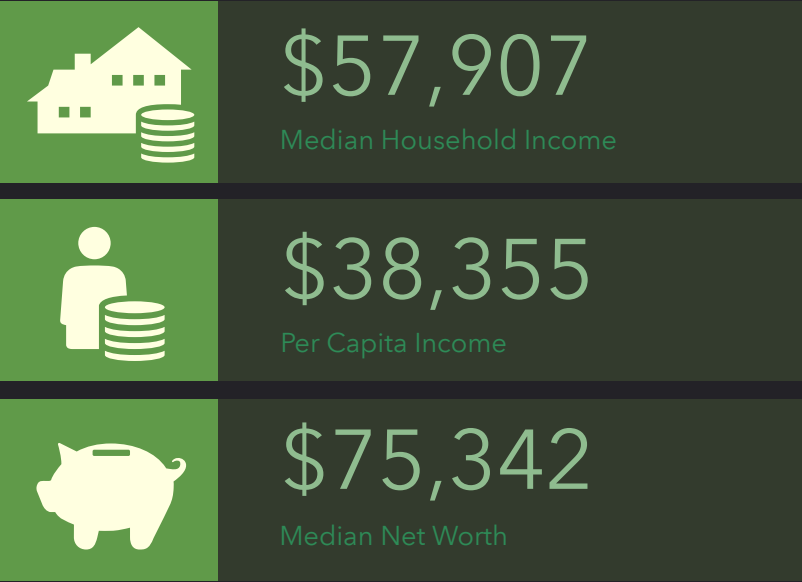 $57,907
Median Household Income
$38,355
Per Capita Income
$75,342
Median Net Worth